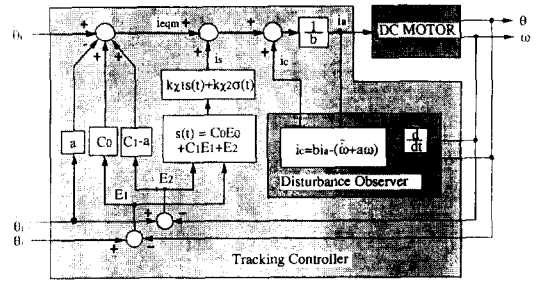 ieqm
+
+
+
+
+
-
+
+
is
ic
1/b
ia
DC MOTOR
θ
ω
kχ1s(t)+kχ2σ(t)
a
C0
C1-a
s(t) = C0E0
+C1E1+E2
ic=bia-(ω̂+aω)
d/dt
Disturbance Observer
E1
E2
+
-
+
-
Tracking Controller